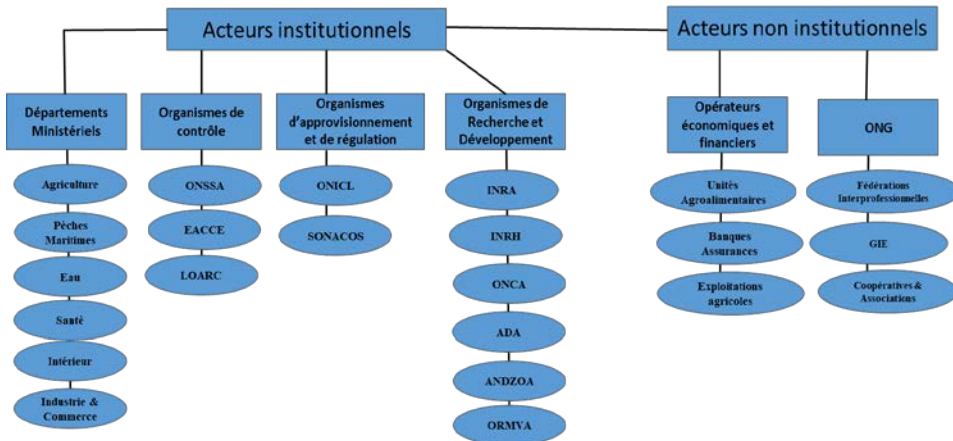 Acteurs institutionnels
Acteurs non institutionnels
Départements
Ministériels
Agriculture
Pêches
Maritimes
Eau
Santé
Intérieur
Industrie &
Commerce
Organismes de
contrôle
ONSSA
EACCE
LOARC
Organismes
d'approvisionnement
et de régulation
ONICL
SONACOS
Organismes de
Recherche et
Développement
INRA
INRH
ONCA
ADA
ANDZOA
ORMVA
Opérateurs
économiques et
financiers
Unités
Agroalimentaires
Banques
Assurances
Exploitations
agricoles
ONG
Fédérations
Interprofessionnelles
GIE
Coopératives &
Associations